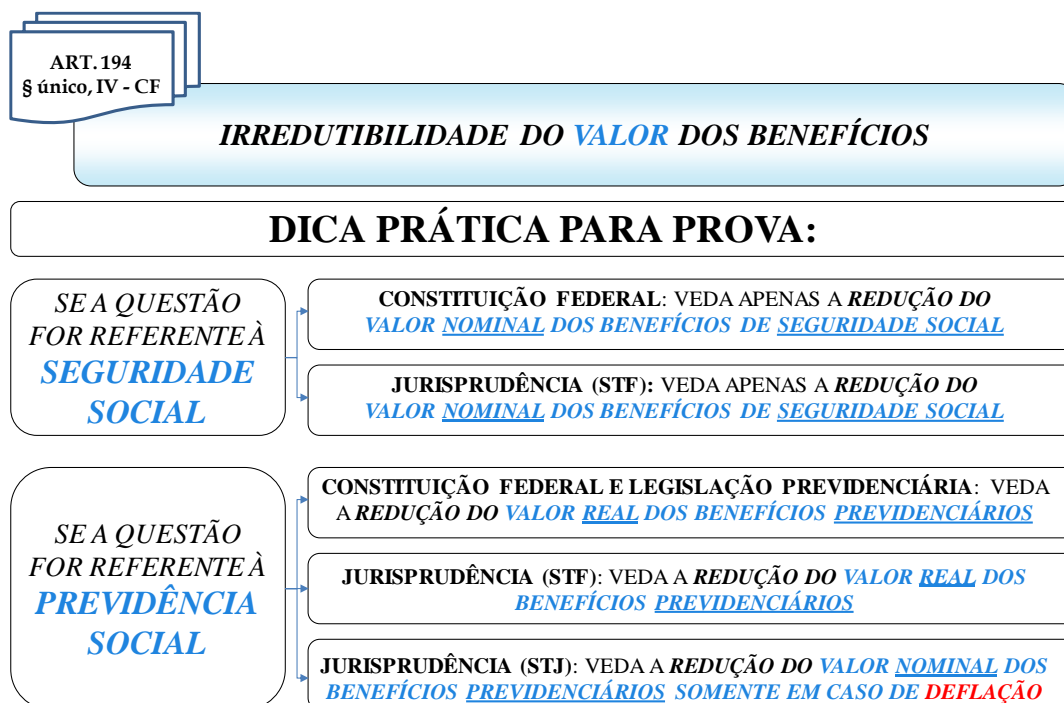 ART. 194
§ único, IV - CF
IRREDUTIBILIDADE DO VALOR DOS BENEFÍCIOS
DICA PRÁTICA PARA PROVA:
SE A QUESTÃO
FOR REFERENTE À
SEGURIDADE
SOCIAL
CONSTITUIÇÃO FEDERAL: VEDA APENAS A REDUÇÃO DO
VALOR NOMINAL DOS BENEFÍCIOS DE SEGURIDADE SOCIAL
JURISPRUDÊNCIA (STF): VEDA APENAS A REDUÇÃO DO
VALOR NOMINAL DOS BENEFÍCIOS DE SEGURIDADE SOCIAL
SE A QUESTÃO
FOR REFERENTE À
PREVIDÊNCIA
SOCIAL
CONSTITUIÇÃO FEDERAL E LEGISLAÇÃO PREVIDENCIÁRIA: VEDA
A REDUÇÃO DO VALOR REAL DOS BENEFÍCIOS PREVIDENCIÁRIOS
JURISPRUDÊNCIA (STF): VEDA A REDUÇÃO DO VALOR REAL DOS
BENEFÍCIOS PREVIDENCIÁRIOS
JURISPRUDÊNCIA (STJ): VEDA A REDUÇÃO DO VALOR NOMINAL DOS
BENEFÍCIOS PREVIDENCIÁRIOS SOMENTE EM CASO DE DEFLAÇÃO